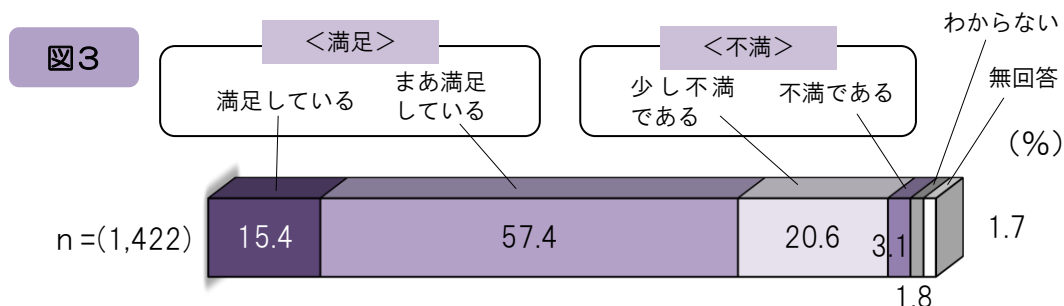 図3
＜満足＞
＜不満＞
わからない
無回答
満足している
まあ満足
している
少し不満
である
不満である
(%)
n=(1,422)
15.4
57.4
20.6
3.1
1.8
1.7